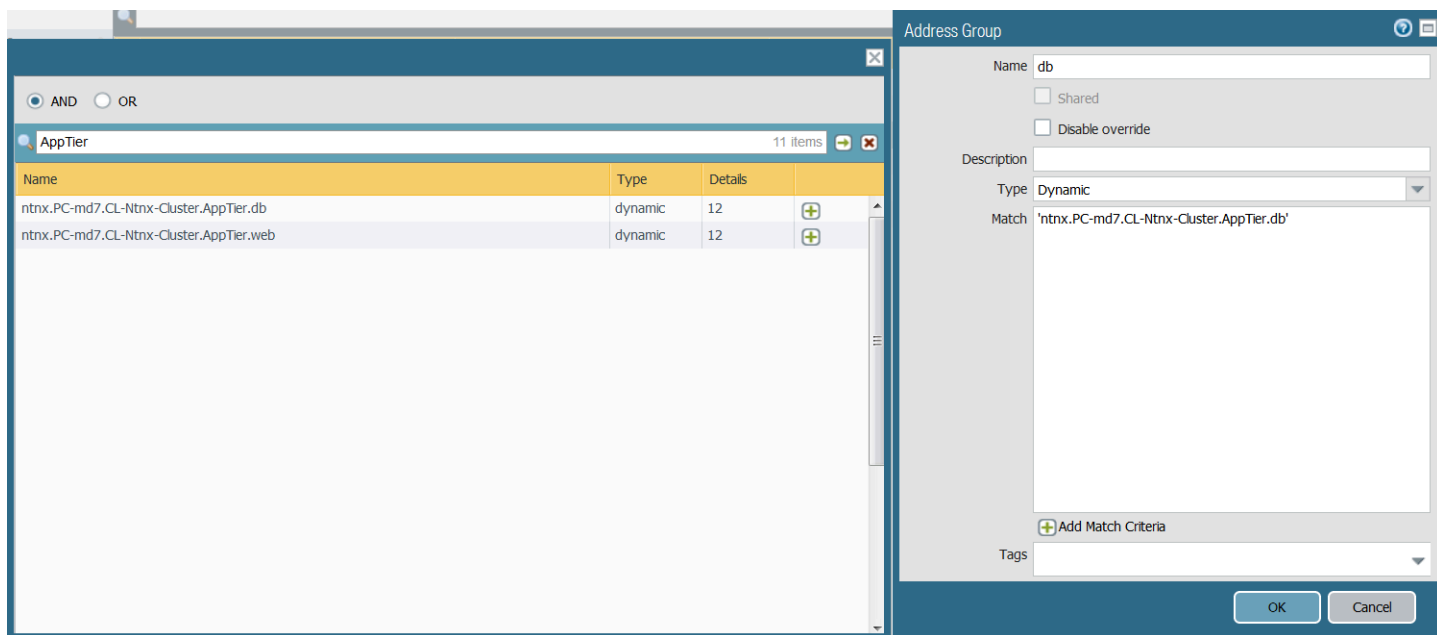 AND OR
AppTier 11 items
Name Type Details
ntnx.PC-md7.CL-Ntnx-Cluster.AppTier.db dynamic 12
ntnx.PC-md7.CL-Ntnx-Cluster.AppTier.web dynamic 12
Address Group
Name db
Shared
Disable override
Description
Type Dynamic
Match 'ntnx.PC-md7.CL-Ntnx-Cluster.AppTier.db'
Add Match Criteria
Tags
OK Cancel